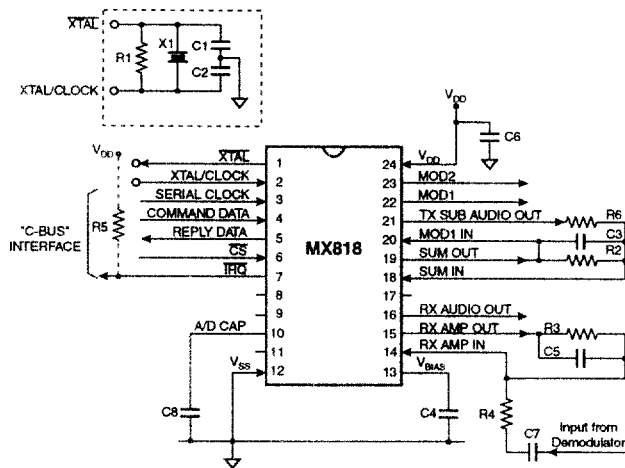 XTAL
R1
X1
C1
C2
XTAL/CLOCK
VDD
C6
VDD
XTAL 1
XTAL/CLOCK 2
SERIAL CLOCK 3
COMMAND DATA 4
REPLY DATA 5
CS 6
IRQ 7
8
9
A/D CAP 10
11
VSS 12
"C-BUS"
INTERFACE
R5
MX818
24 VDD
23 MOD2
22 MOD1
21 TX SUB AUDIO OUT
20 MOD1 IN
19 SUM OUT
18 SUM IN
17
16 RX AUDIO OUT
15 RX AMP OUT
14 RX AMP IN
13 VBIAS
R6
C3
R2
R3
C5
C8
C4
R4
C7
Input from
Demodulator